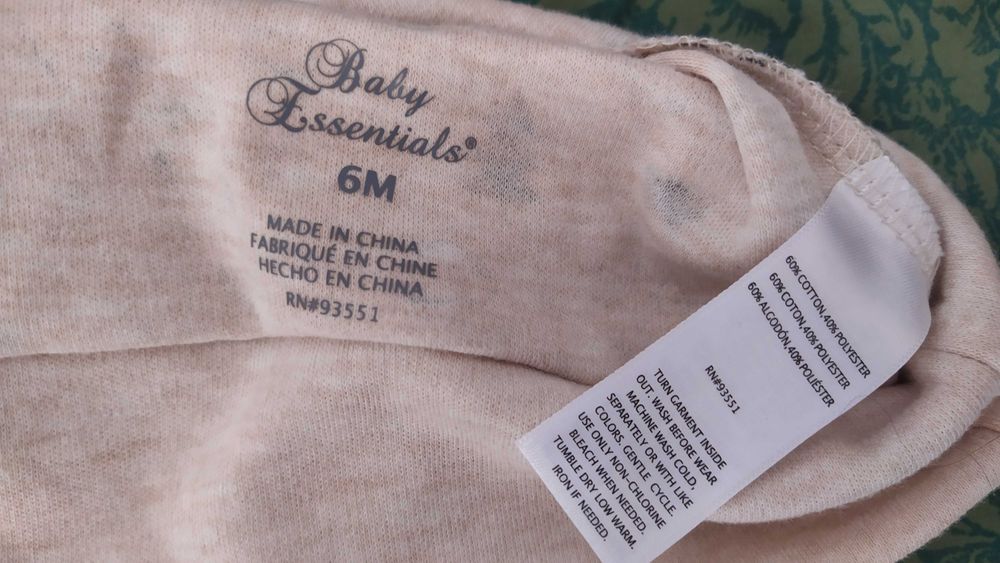 Baby
Essentials®
6M
MADE IN CHINA
FABRIQUÉ EN CHINE
HECHO EN CHINA
RN#93551
60% COTTON, 40% POLYESTER
60% COTON, 40% POLYESTER
60% ALGODÓN, 40% POLIÉSTER
RN#93551
TURN GARMENT INSIDE
OUT. WASH BEFORE WEAR
MACHINE WASH COLD,
SEPARATELY OR WITH LIKE
COLORS. GENTLE CYCLE.
USE ONLY NON-CHLORINE
BLEACH WHEN NEEDED.
TUMBLE DRY LOW WARM.
IRON IF NEEDED.